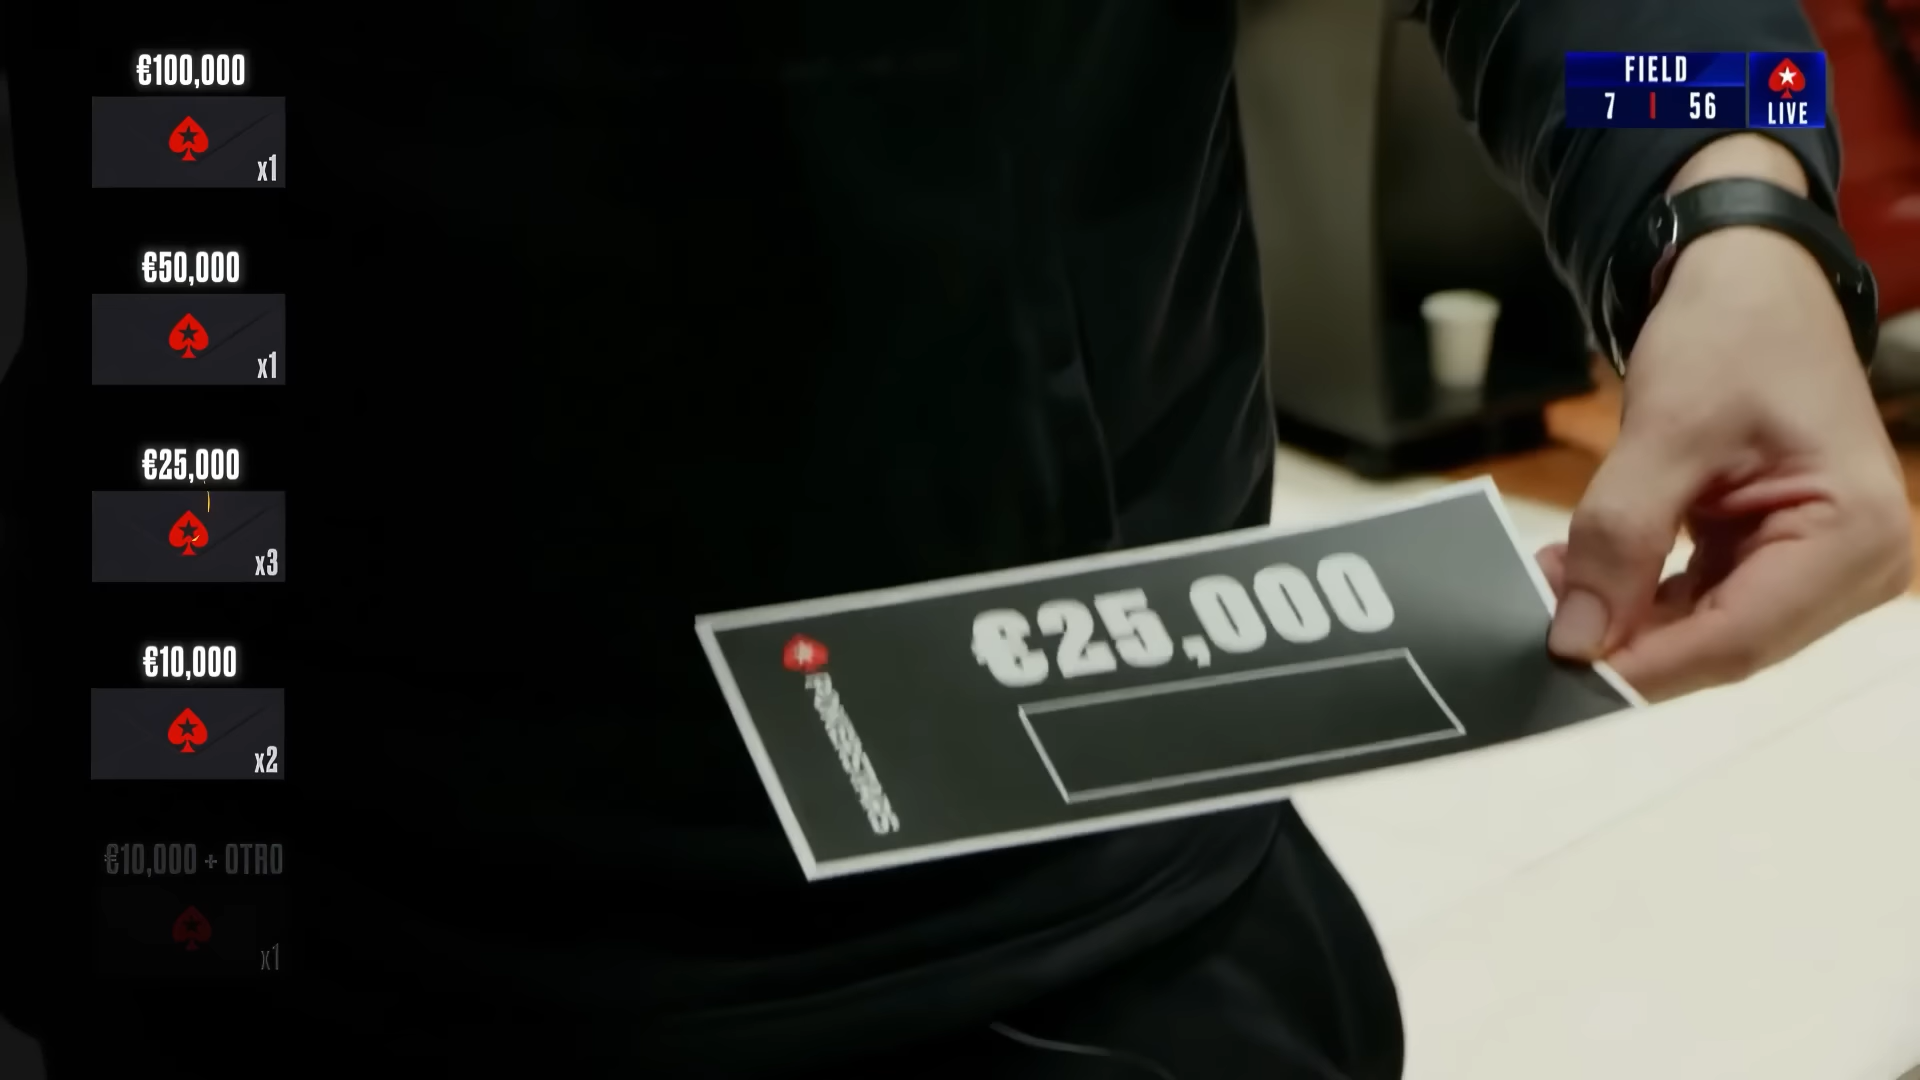 €100,000
x1
€50,000
x1
€25,000
x3
€10,000
x2
€10,000 + OTRO
x1
FIELD
7 | 56
LIVE
€25,000
POKERSTARS